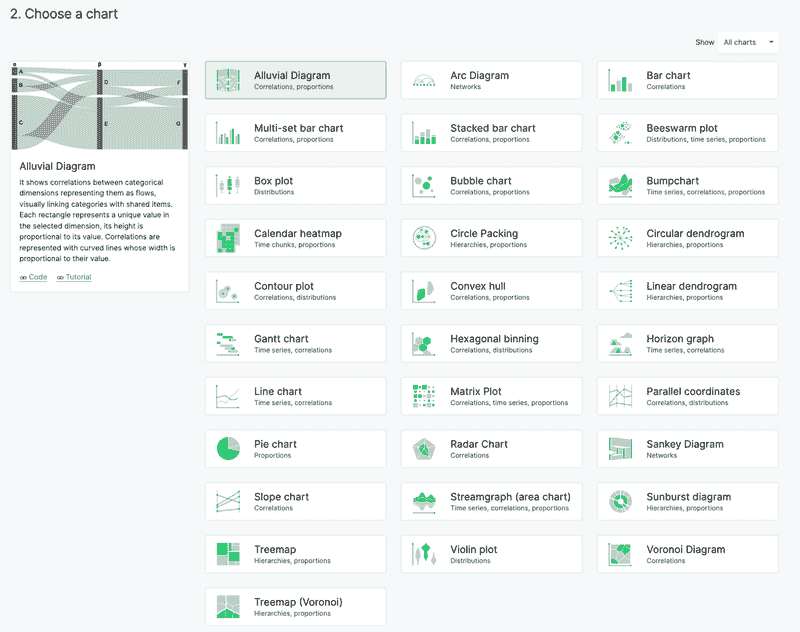 2. Choose a chart
Show All charts
α β γ
A
B
C
D
E
F
G
Alluvial Diagram
It shows correlations between categorical
dimensions representing them as flows,
visually linking categories with shared items.
Each rectangle represents a unique value in
the selected dimension, its height is
proportional to its value. Correlations are
represented with curved lines whose width is
proportional to their value.
Code Tutorial
Alluvial Diagram
Correlations, proportions
Arc Diagram
Networks
Bar chart
Correlations
Multi-set bar chart
Correlations, proportions
Stacked bar chart
Correlations, proportions
Beeswarm plot
Distributions, time series, proportions
Box plot
Distributions
Bubble chart
Correlations, proportions
Bumpchart
Time series, correlations, proportions
Calendar heatmap
Time chunks, proportions
Circle Packing
Hierarchies, proportions
Circular dendrogram
Hierarchies, proportions
Contour plot
Correlations, distributions
Convex hull
Correlations, proportions
Linear dendrogram
Hierarchies, proportions
Gantt chart
Time series, correlations
Hexagonal binning
Correlations, distributions
Horizon graph
Time series, correlations
Line chart
Time series, correlations
Matrix Plot
Correlations, time series, proportions
Parallel coordinates
Correlations, distributions
Pie chart
Proportions
Radar Chart
Correlations
Sankey Diagram
Networks
Slope chart
Correlations
Streamgraph (area chart)
Time series, correlations, proportions
Sunburst diagram
Hierarchies, proportions
Treemap
Hierarchies, proportions
Violin plot
Distributions
Voronoi Diagram
Correlations
Treemap (Voronoi)
Hierarchies, proportions